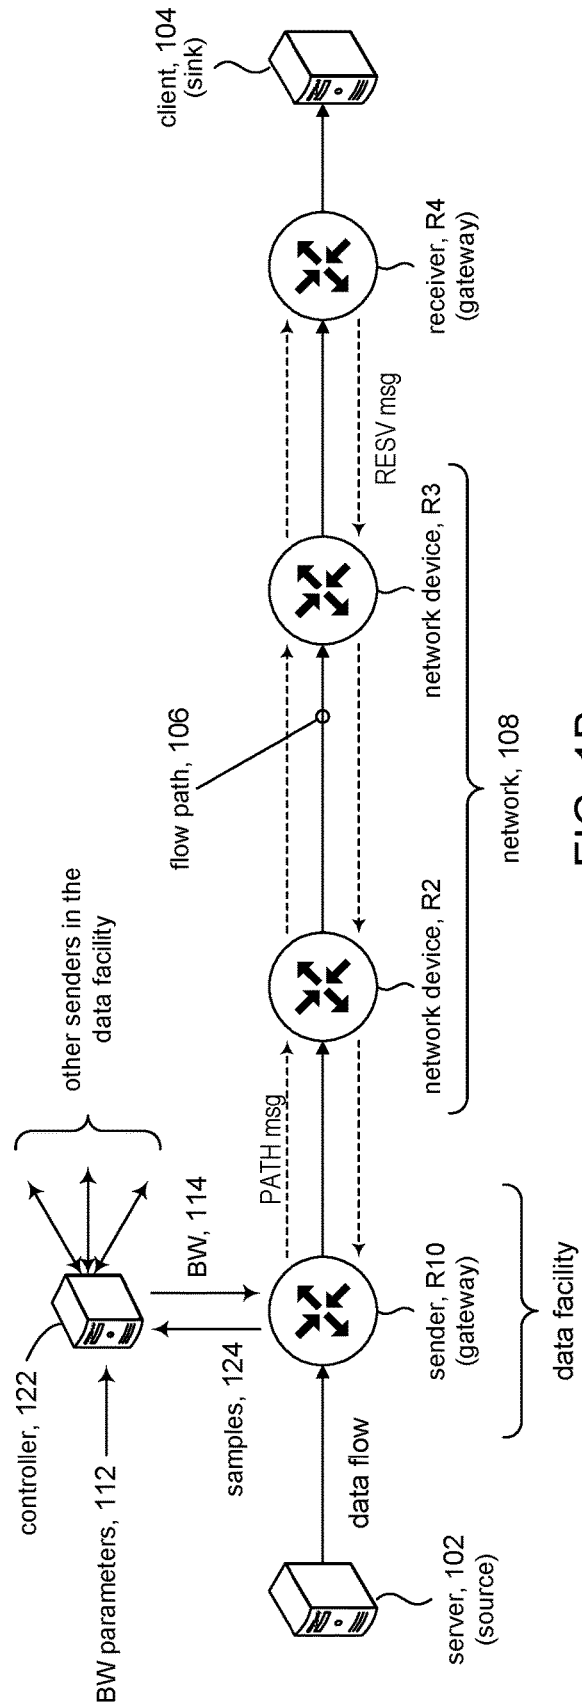 other senders in the
data facility
controller, 122
BW parameters, 112
BW, 114
samples, 124
flow path, 106
client, 104
(sink)
PATH msg
data flow
RESV msg
server, 102
(source)
sender, R10
(gateway)
network device, R2
network device, R3
receiver, R4
(gateway)
data facility
network, 108